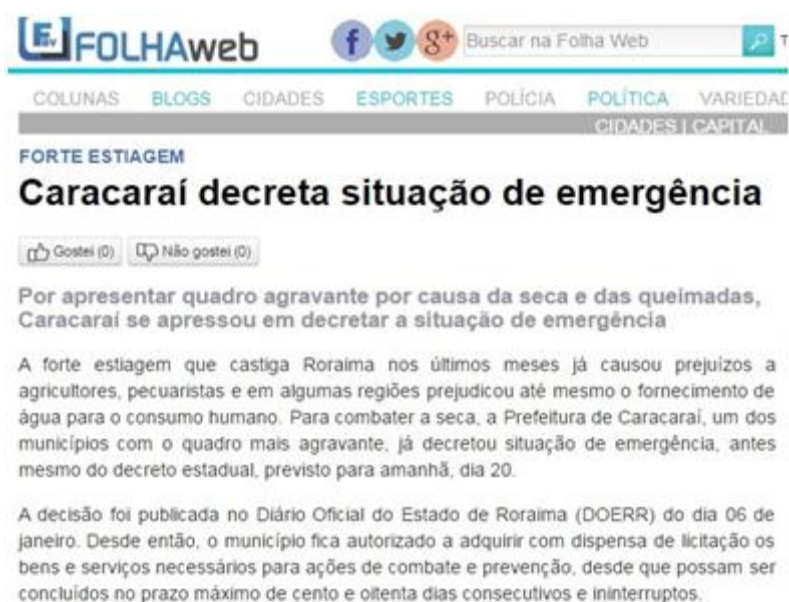 FOLHAweb
Buscar na Folha Web
COLUNAS BLOGS CIDADES ESPORTES POLÍCIA POLÍTICA VARIEDAD
CIDADES | CAPITAL
FORTE ESTIAGEM
Caracaraí decreta situação de emergência
Gostei (0) Não gostei (0)
Por apresentar quadro agravante por causa da seca e das queimadas,
Caracaraí se apressou em decretar a situação de emergência
A forte estiagem que castiga Roraima nos últimos meses já causou prejuízos a
agricultores, pecuaristas e em algumas regiões prejudicou até mesmo o fornecimento de
água para o consumo humano. Para combater a seca, a Prefeitura de Caracaraí, um dos
municípios com o quadro mais agravante, já decretou situação de emergência, antes
mesmo do decreto estadual, previsto para amanhã, dia 20.
A decisão foi publicada no Diário Oficial do Estado de Roraima (DOERR) do dia 06 de
janeiro. Desde então, o município fica autorizado a adquirir com dispensa de licitação os
bens e serviços necessários para ações de combate e prevenção, desde que possam ser
concluídos no prazo máximo de cento e oitenta dias consecutivos e ininterruptos.